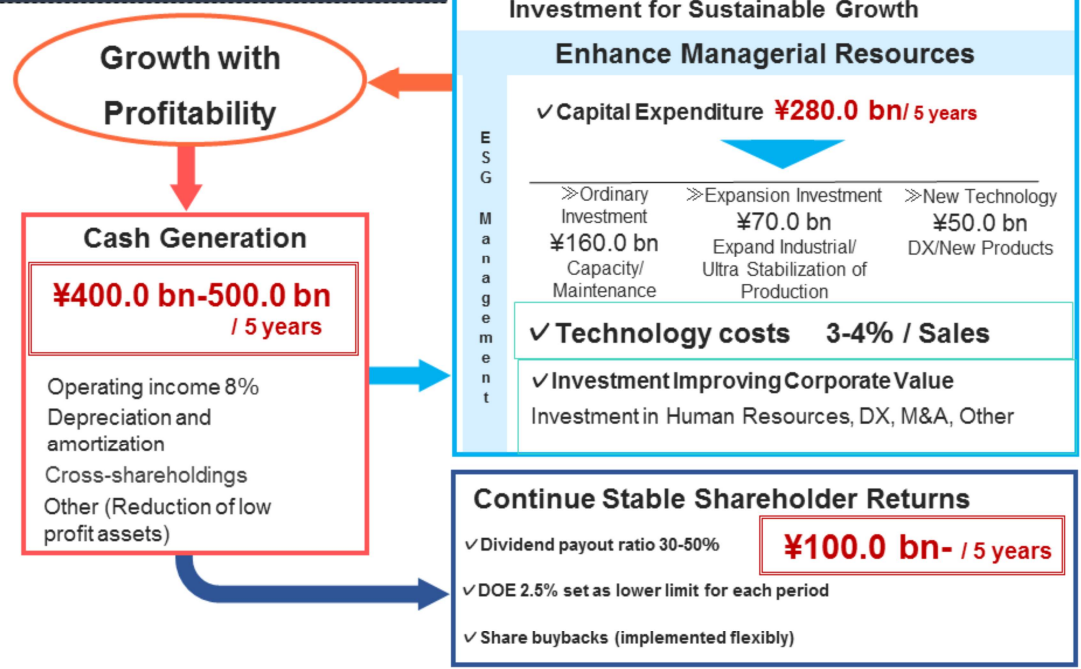 Growth with
Profitability
Cash Generation
¥400.0 bn-500.0 bn
/ 5 years
Operating income 8%
Depreciation and
amortization
Cross-shareholdings
Other (Reduction of low
profit assets)
Investment for Sustainable Growth
Enhance Managerial Resources
ESG Management
✓Capital Expenditure ¥280.0 bn/ 5 years
≫Ordinary
Investment
¥160.0 bn
Capacity/
Maintenance
≫Expansion Investment
¥70.0 bn
Expand Industrial/
Ultra Stabilization of
Production
≫New Technology
¥50.0 bn
DX/New Products
✓Technology costs 3-4% / Sales
✓Investment Improving Corporate Value
Investment in Human Resources, DX, M&A, Other
Continue Stable Shareholder Returns
✓Dividend payout ratio 30-50%
¥100.0 bn- / 5 years
✓DOE 2.5% set as lower limit for each period
✓Share buybacks (implemented flexibly)